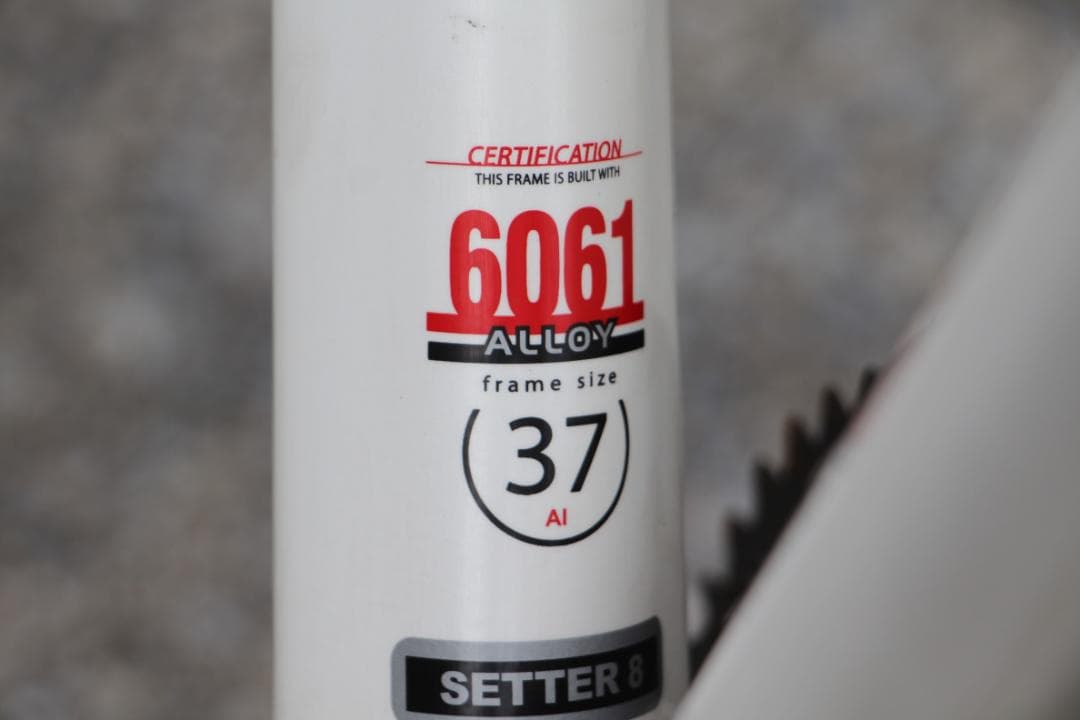 CERTIFICATION
THIS FRAME IS BUILT WITH
6061
ALLOY
frame size
37
Al
SETTER 8